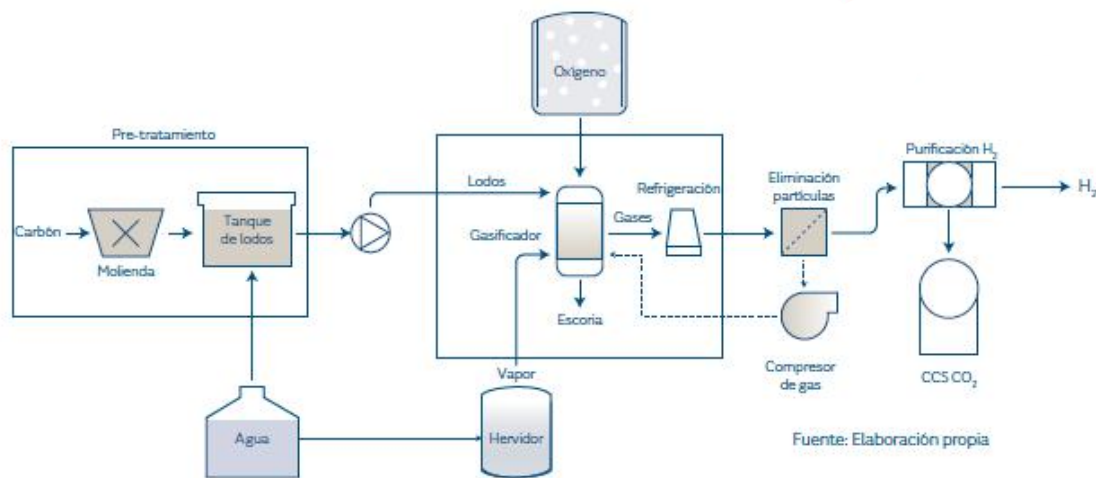 Oxígeno
Pre-tratamiento
Carbón
Molienda
Tanque
de lodos
Lodos
Gasificador
Gases
Refrigeración
Escoria
Vapor
Eliminación
partículas
Purificación H₂
H₂
Compresor
de gas
CCS CO₂
Agua
Hervidor
Fuente: Elaboración propia